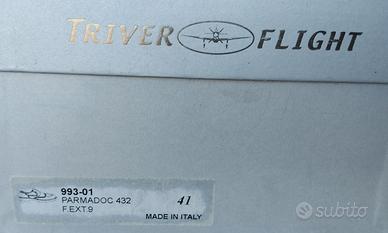 TRIVER FLIGHT
993-01
PARMADOC 432
F.EXT.9
41
MADE IN ITALY
subito